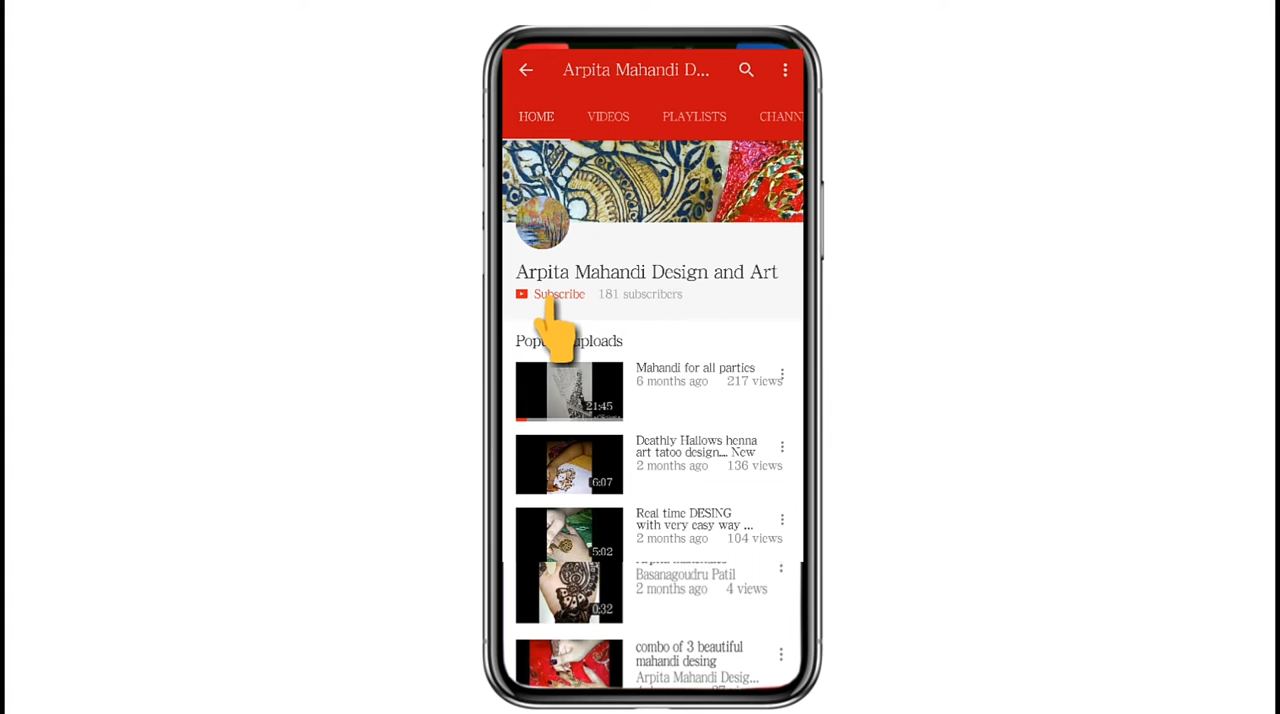 Arpita Mahandi D...
HOME VIDEOS PLAYLISTS CHANN
Arpita Mahandi Design and Art
Subscribe 181 subscribers
uploads
Mahandi for all partics
6 months ago 217 views
21:45
Deathly Hallows henna
art tatoo design.... New
2 months ago 136 views
6:07
Real time DESING
with very easy way ...
2 months ago 104 views
5:02
Basanagoudru Patil
2 months ago 4 views
0:32
combo of 3 beautiful
mahandi desing
Arpita Mahandi Desig...